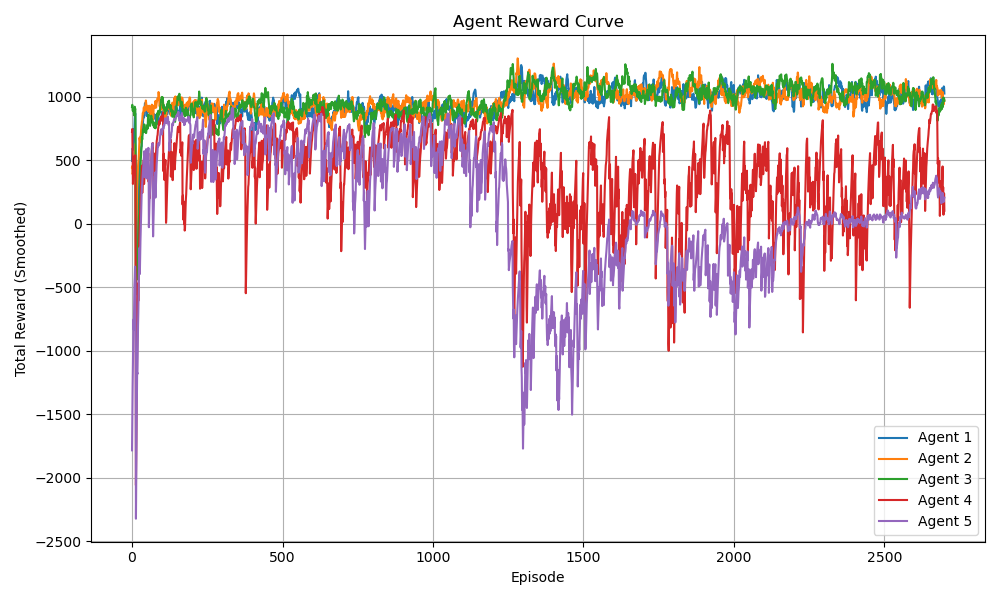 Agent Reward Curve
Total Reward (Smoothed)
1000
500
0
−500
−1000
−1500
−2000
−2500
0 500 1000 1500 2000 2500
Episode
Agent 1
Agent 2
Agent 3
Agent 4
Agent 5